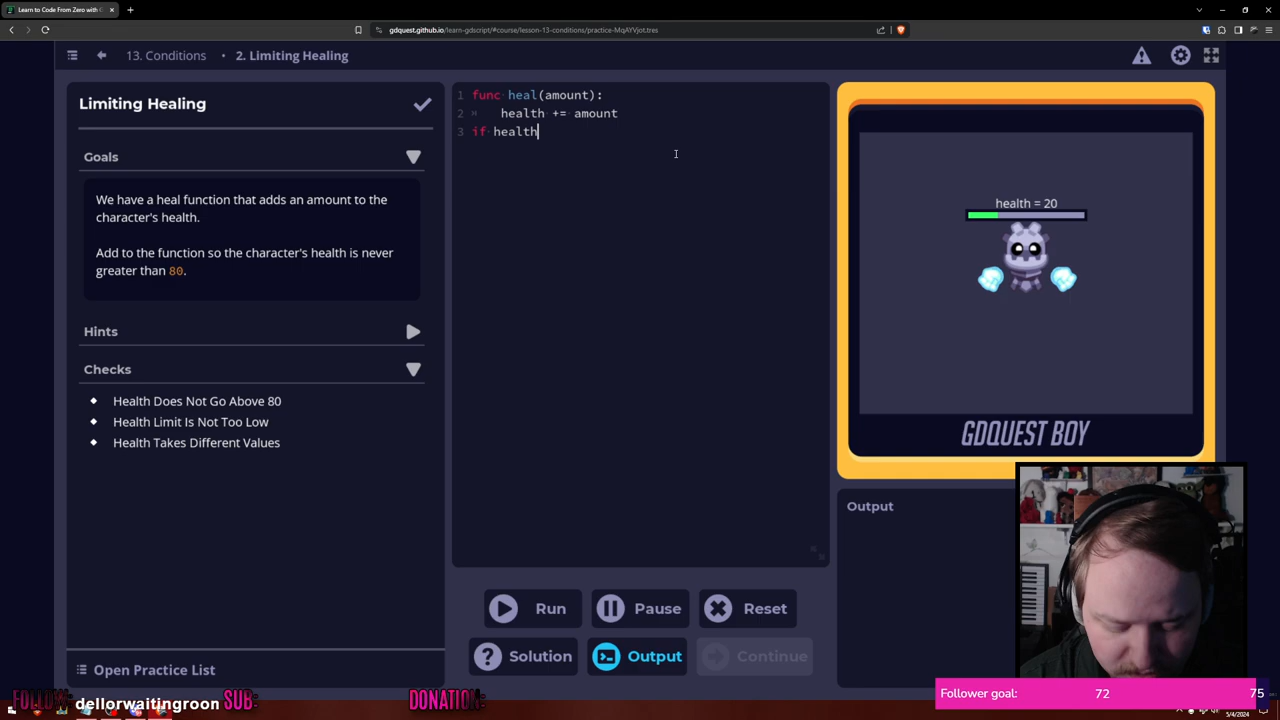 Learn to Code From Zero with
gdquest.github.io/learn-gdscript/#course/lesson-13-conditions/practice-MqAYVjot.tres
13. Conditions • 2. Limiting Healing
Limiting Healing
Goals
We have a heal function that adds an amount to the
character's health.
Add to the function so the character's health is never
greater than 80.
Hints
Checks
Health Does Not Go Above 80
Health Limit Is Not Too Low
Health Takes Different Values
Open Practice List
1 func heal(amount):
2 health += amount
3 if health
Run
Pause
Reset
? Solution
Output
Continue
health = 20
GDQUEST BOY
Output
FOLLOW: dellorwaitingroon SUB:
DONATION:
Follower goal: 72 75
5/4/2024